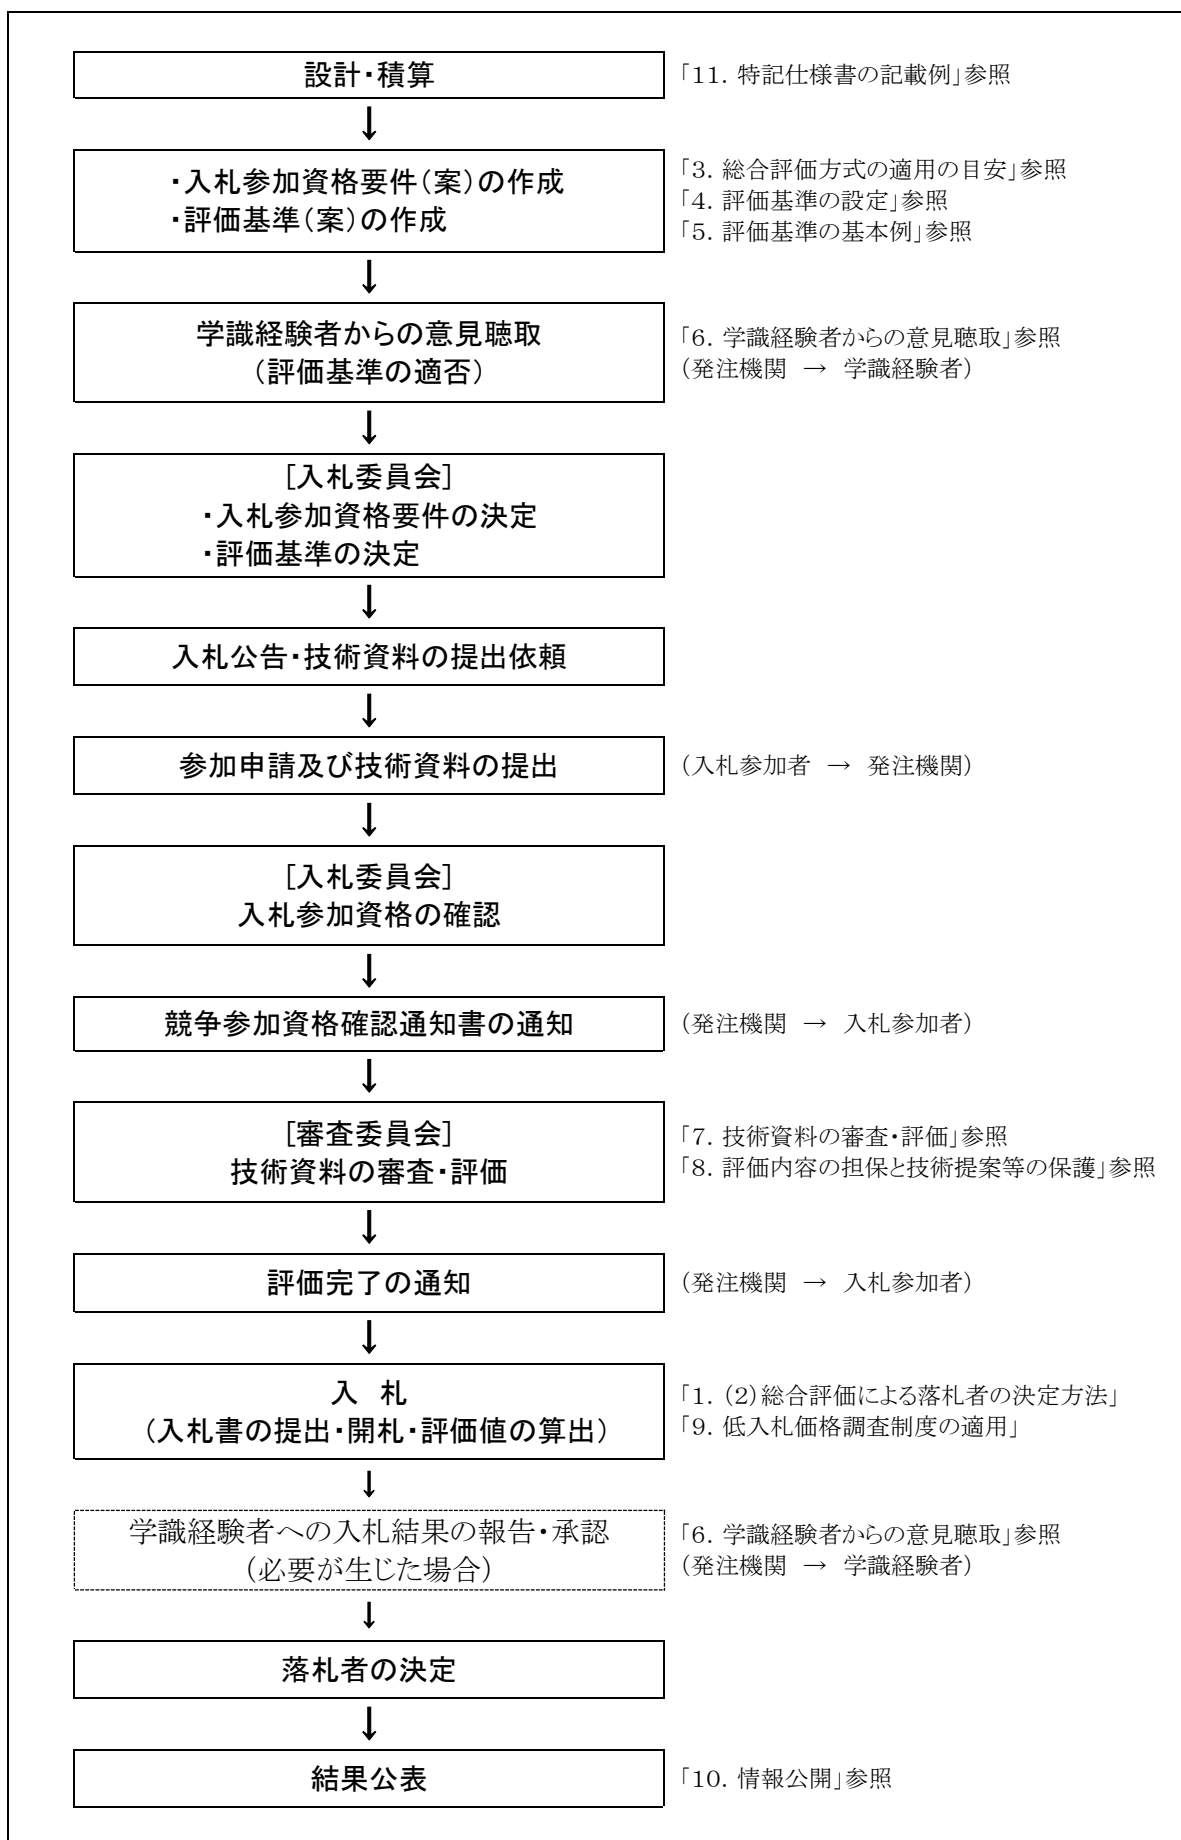 設計・積算
「11．特記仕様書の記載例」参照
↓
・入札参加資格要件（案）の作成
・評価基準（案）の作成
「3．総合評価方式の適用の目安」参照
「4．評価基準の設定」参照
「5．評価基準の基本例」参照
↓
学識経験者からの意見聴取
（評価基準の適否）
「6．学識経験者からの意見聴取」参照
（発注機関　→　学識経験者）
↓
［入札委員会］
・入札参加資格要件の決定
・評価基準の決定
↓
入札公告・技術資料の提出依頼
↓
参加申請及び技術資料の提出
（入札参加者　→　発注機関）
↓
［入札委員会］
入札参加資格の確認
↓
競争参加資格確認通知書の通知
（発注機関　→　入札参加者）
↓
［審査委員会］
技術資料の審査・評価
「7．技術資料の審査・評価」参照
「8．評価内容の担保と技術提案等の保護」参照
↓
評価完了の通知
（発注機関　→　入札参加者）
↓
入　札
（入札書の提出・開札・評価値の算出）
「1．（2）総合評価による落札者の決定方法」
「9．低入札価格調査制度の適用」
↓
学識経験者への入札結果の報告・承認
（必要が生じた場合）
「6．学識経験者からの意見聴取」参照
（発注機関　→　学識経験者）
↓
落札者の決定
↓
結果公表
「10．情報公開」参照